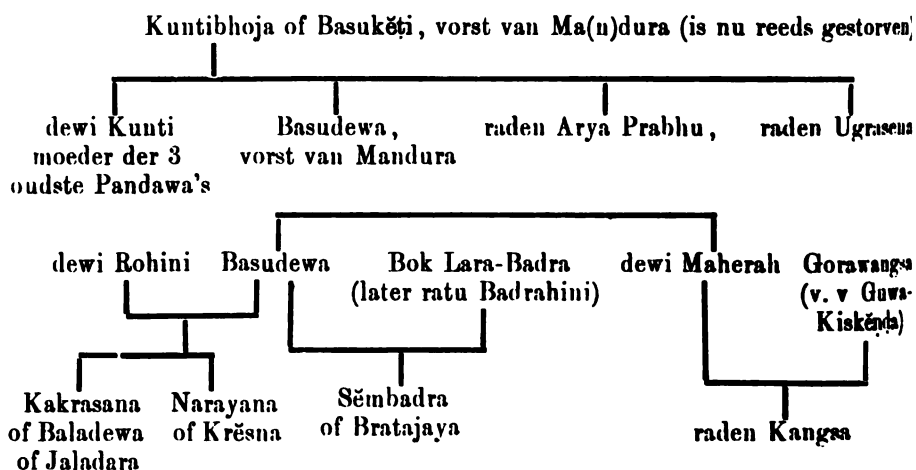 Kuntibhoja of Basukĕṭi, vorst van Ma(n)dura (is nu reeds gestorven)
dewi Kunti Basudewa, raden Arya Prabhu, raden Ugrasena
moeder der 3 vorst van Mandura
oudste Pandawa's
dewi Rohini Basudewa Bok Lara-Badra dewi Maherah Gorawangsa
(later ratu Badrahini) (v. v Guwa-
Kiskĕṇḍa)
Kakrasana Narayana Sĕmbadra
of Baladewa of Krĕsna of Bratajaya raden Kangsa
of Jaladara